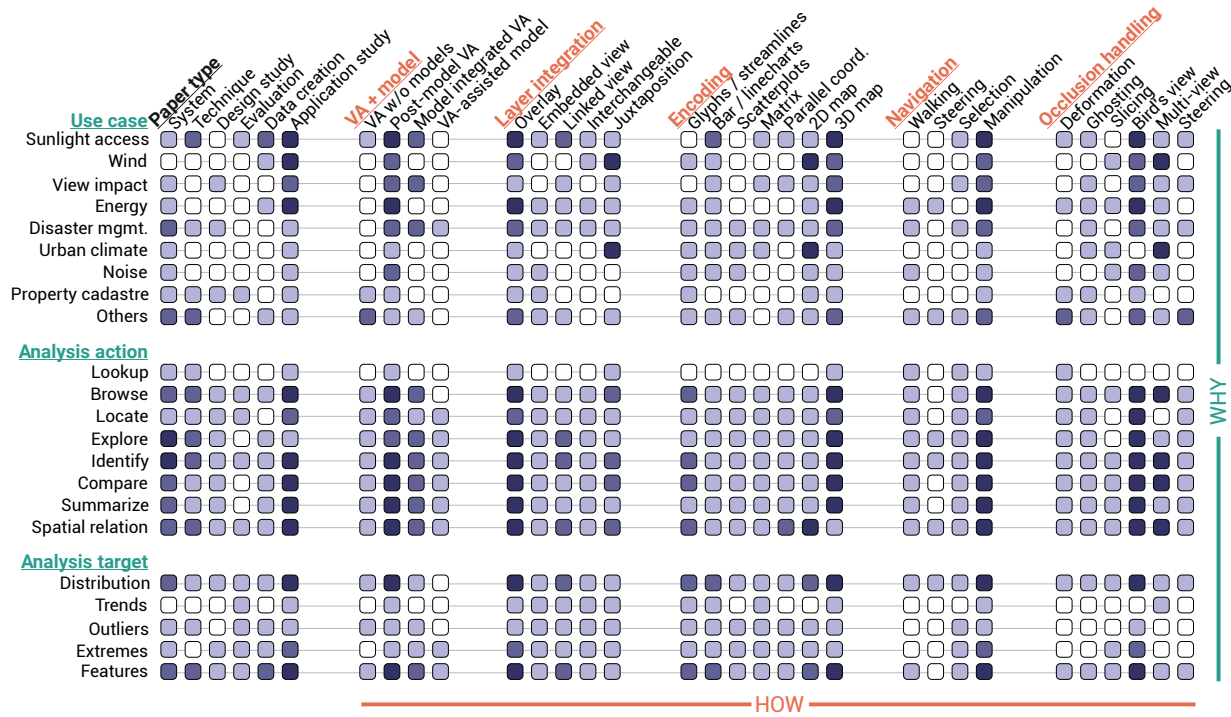 Paper type
System
Technique
Design study
Evaluation
Data creation
Application study
VA + model
VA w/o models
Post-model VA
Model integrated VA
VA-assisted model
Layer integration
Overlay
Embedded view
Linked view
Interchangeable
Juxtaposition
Encoding
Glyphs / streamlines
Bar / linecharts
Scatterplots
Matrix
Parallel coord.
2D map
3D map
Navigation
Walking
Steering
Selection
Manipulation
Occlusion handling
Deformation
Ghosting
Slicing
Bird's view
Multi-view
Steering
Use case
Sunlight access
Wind
View impact
Energy
Disaster mgmt.
Urban climate
Noise
Property cadastre
Others
Analysis action
Lookup
Browse
Locate
Explore
Identify
Compare
Summarize
Spatial relation
Analysis target
Distribution
Trends
Outliers
Extremes
Features
WHY
HOW